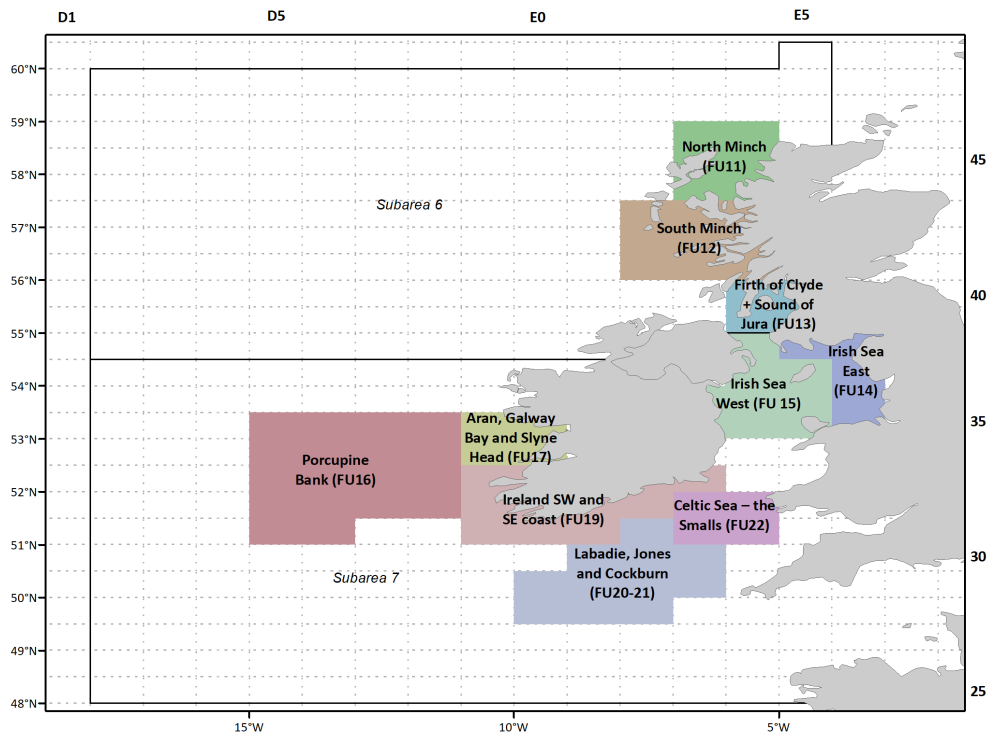 D1
D5
E0
E5
60°N
59°N
58°N
57°N
56°N
55°N
54°N
53°N
52°N
51°N
50°N
49°N
48°N
45
40
35
30
25
North Minch
(FU11)
Subarea 6
South Minch
(FU12)
Firth of Clyde
+ Sound of
Jura (FU13)
Irish Sea
East
(FU14)
Irish Sea
West (FU 15)
Aran, Galway
Bay and Slyne
Head (FU17)
Porcupine
Bank (FU16)
Ireland SW and
SE coast (FU19)
Celtic Sea – the
Smalls (FU22)
Labadie, Jones
and Cockburn
(FU20-21)
Subarea 7
15°W
10°W
5°W